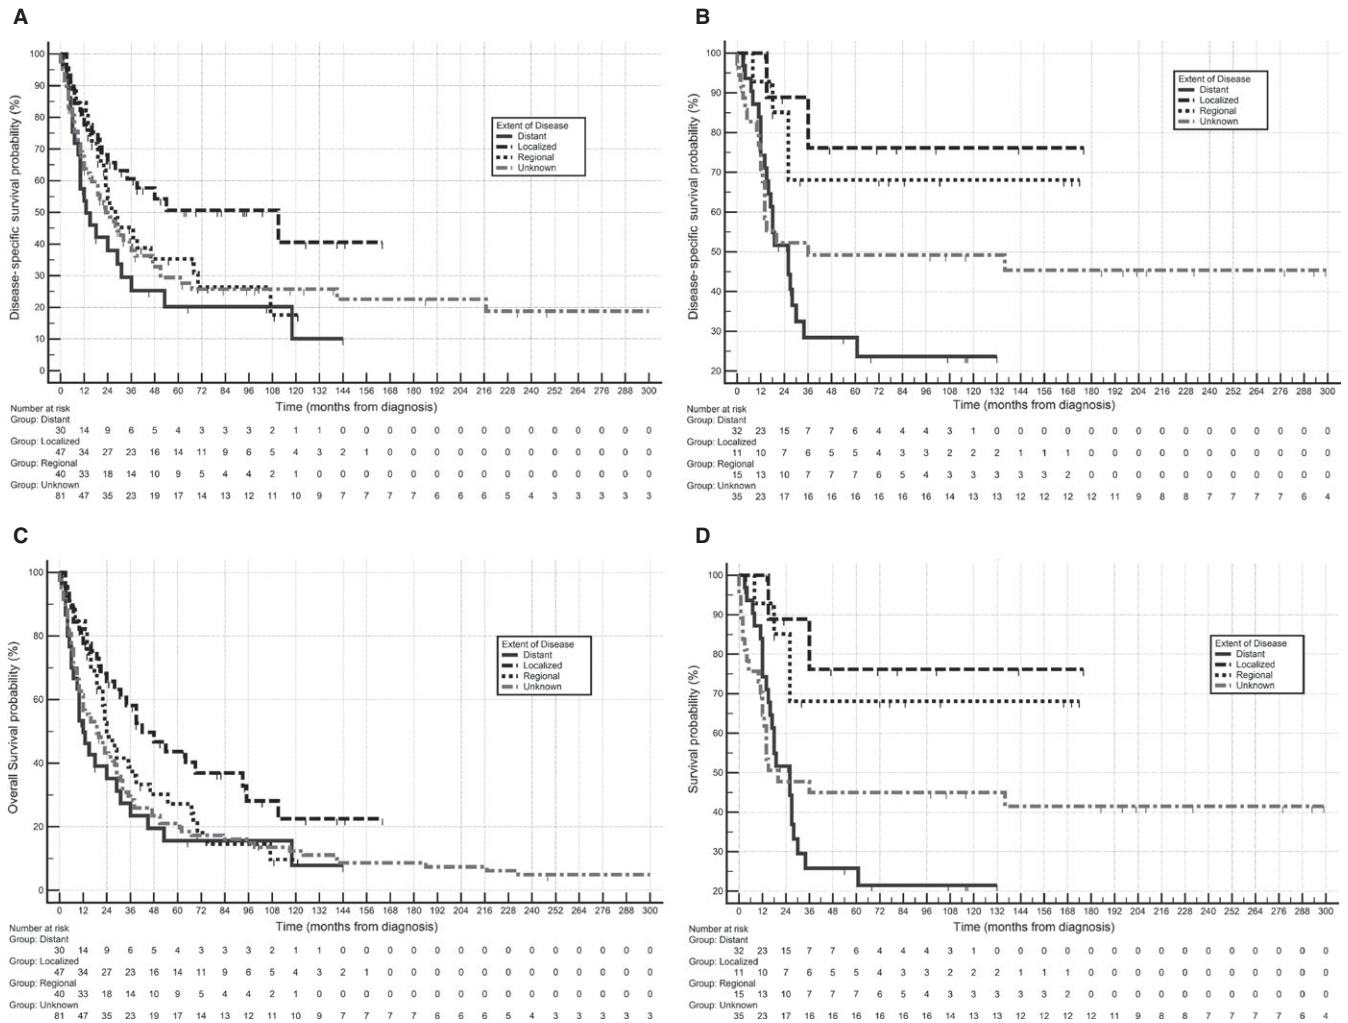 A
Disease-specific survival probability (%)
100
90
80
70
60
50
40
30
20
10
0
Extent of Disease
Distant
Localized
Regional
Unknown
0 12 24 36 48 60 72 84 96 108 120 132 144 156 168 180 192 204 216 228 240 252 264 276 288 300
Time (months from diagnosis)
Number at risk
Group: Distant
30 14 9 6 5 4 3 3 3 2 1 1 0 0 0 0 0 0 0 0 0 0 0 0 0 0
Group: Localized
47 34 27 23 16 14 11 9 6 5 4 3 2 1 0 0 0 0 0 0 0 0 0 0 0 0
Group: Regional
40 33 18 14 10 9 5 4 4 2 1 0 0 0 0 0 0 0 0 0 0 0 0 0 0 0
Group: Unknown
81 47 35 23 19 17 14 13 12 11 10 9 7 7 7 7 6 6 6 5 4 3 3 3 3 3
B
Disease-specific survival probability (%)
100
90
80
70
60
50
40
30
20
Extent of Disease
Distant
Localized
Regional
Unknown
0 12 24 36 48 60 72 84 96 108 120 132 144 156 168 180 192 204 216 228 240 252 264 276 288 300
Time (months from diagnosis)
Number at risk
Group: Distant
32 23 15 7 7 6 4 4 4 3 1 0 0 0 0 0 0 0 0 0 0 0 0 0 0 0
Group: Localized
11 10 7 6 5 5 4 3 3 2 2 2 1 1 1 0 0 0 0 0 0 0 0 0 0 0
Group: Regional
15 13 10 7 7 7 6 5 4 3 3 3 3 3 2 0 0 0 0 0 0 0 0 0 0 0
Group: Unknown
35 23 17 16 16 16 16 16 16 14 13 13 12 12 12 12 11 9 8 8 7 7 7 7 6 4
C
Overall Survival probability (%)
100
80
60
40
20
0
Extent of Disease
Distant
Localized
Regional
Unknown
0 12 24 36 48 60 72 84 96 108 120 132 144 156 168 180 192 204 216 228 240 252 264 276 288 300
Time (months from diagnosis)
Number at risk
Group: Distant
30 14 9 6 5 4 3 3 3 2 1 1 0 0 0 0 0 0 0 0 0 0 0 0 0 0
Group: Localized
47 34 27 23 16 14 11 9 6 5 4 3 2 1 0 0 0 0 0 0 0 0 0 0 0 0
Group: Regional
40 33 18 14 10 9 5 4 4 2 1 0 0 0 0 0 0 0 0 0 0 0 0 0 0 0
Group: Unknown
81 47 35 23 19 17 14 13 12 11 10 9 7 7 7 7 6 6 6 5 4 3 3 3 3 3
D
Survival probability (%)
100
90
80
70
60
50
40
30
20
Extent of Disease
Distant
Localized
Regional
Unknown
0 12 24 36 48 60 72 84 96 108 120 132 144 156 168 180 192 204 216 228 240 252 264 276 288 300
Time (months from diagnosis)
Number at risk
Group: Distant
32 23 15 7 7 6 4 4 4 3 1 0 0 0 0 0 0 0 0 0 0 0 0 0 0 0
Group: Localized
11 10 7 6 5 5 4 3 3 2 2 2 1 1 1 0 0 0 0 0 0 0 0 0 0 0
Group: Regional
15 13 10 7 7 7 6 5 4 3 3 3 3 3 2 0 0 0 0 0 0 0 0 0 0 0
Group: Unknown
35 23 17 16 16 16 16 16 16 14 13 13 12 12 12 12 11 9 8 8 7 7 7 7 6 4